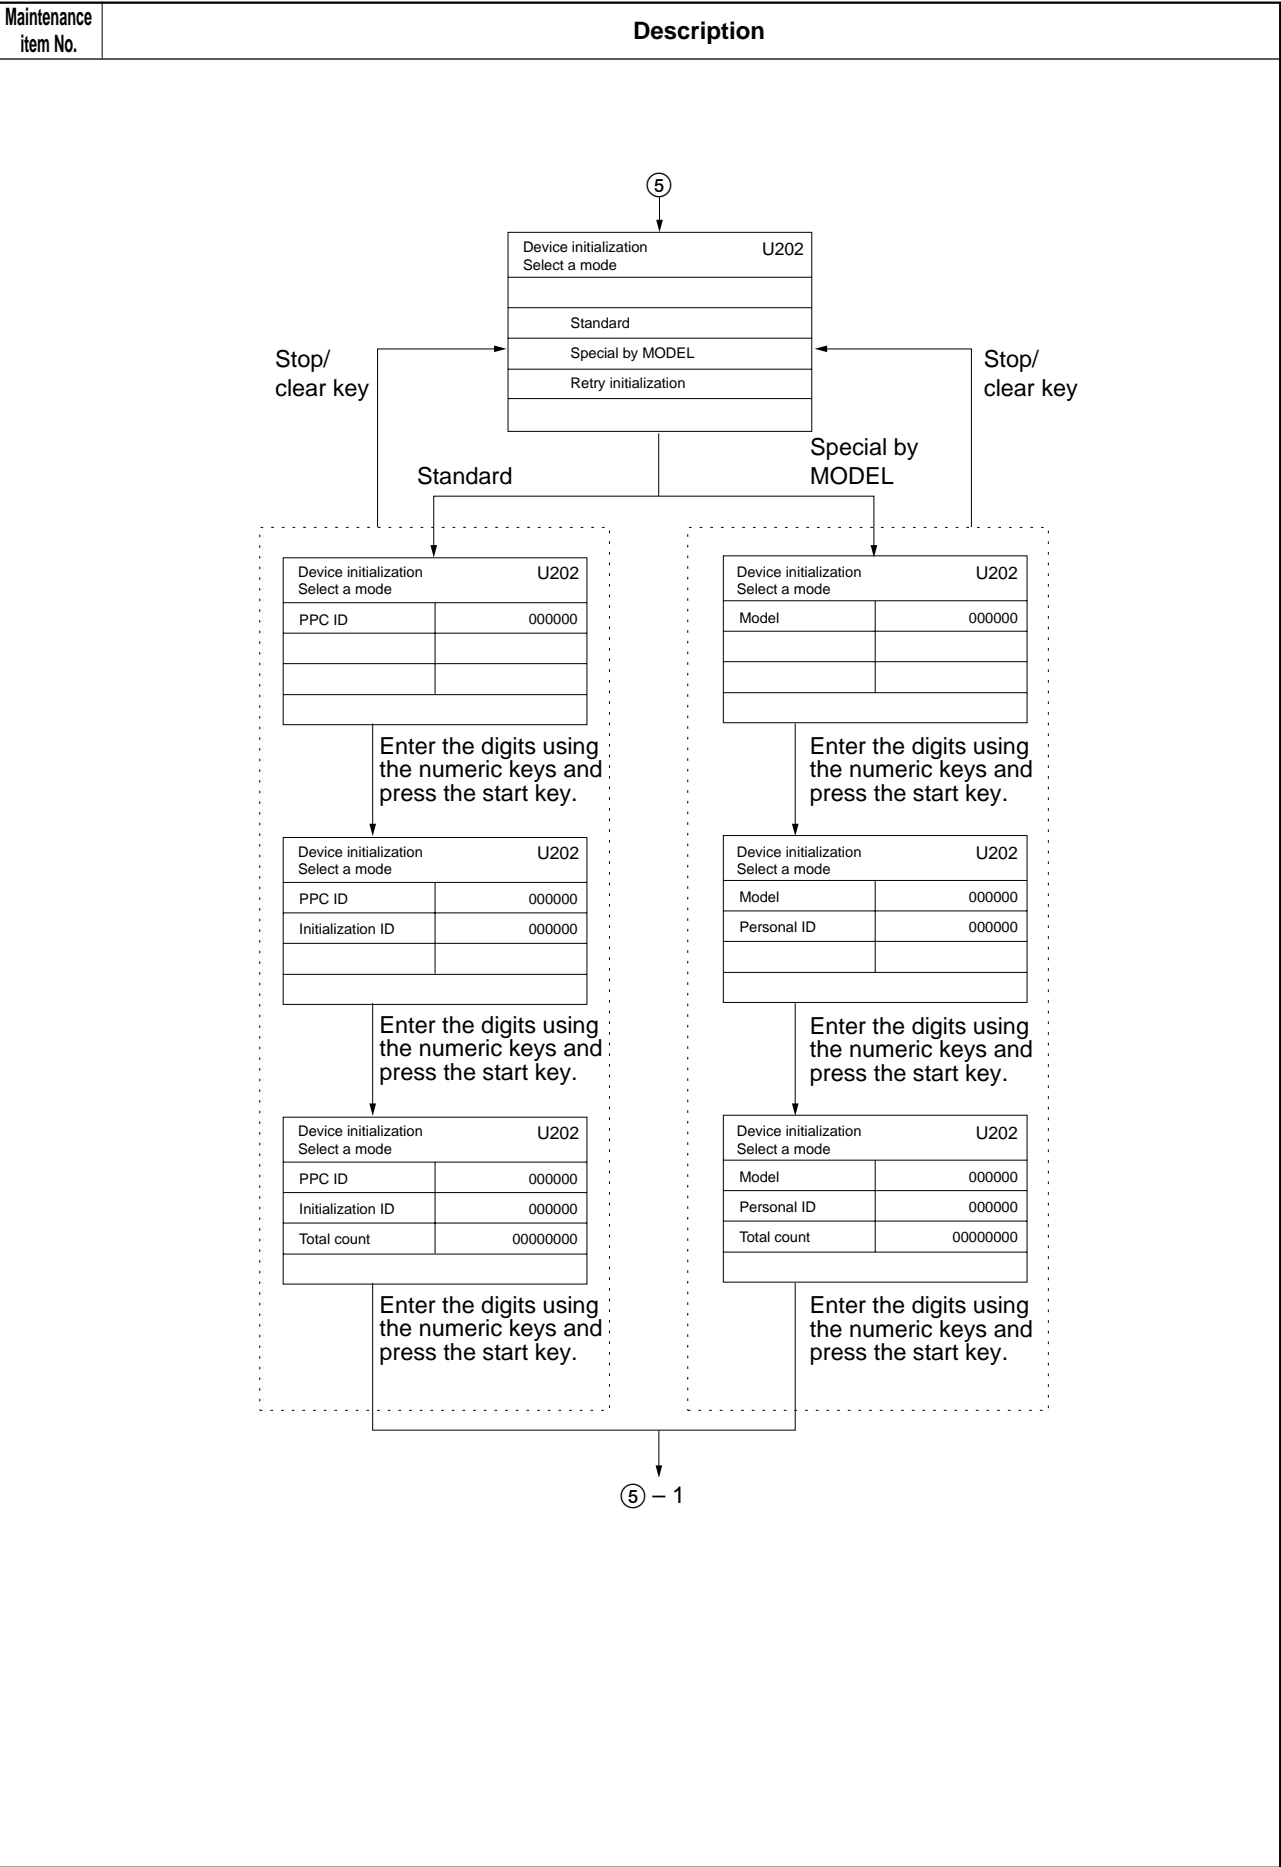 Maintenance
item No.
Description
⑤
Device initialization U202
Select a mode
Standard
Special by MODEL
Retry initialization
Stop/
clear key
Stop/
clear key
Standard
Special by
MODEL
Device initialization U202
Select a mode
PPC ID 000000
Enter the digits using
the numeric keys and
press the start key.
Device initialization U202
Select a mode
PPC ID 000000
Initialization ID 000000
Enter the digits using
the numeric keys and
press the start key.
Device initialization U202
Select a mode
PPC ID 000000
Initialization ID 000000
Total count 00000000
Enter the digits using
the numeric keys and
press the start key.
Device initialization U202
Select a mode
Model 000000
Enter the digits using
the numeric keys and
press the start key.
Device initialization U202
Select a mode
Model 000000
Personal ID 000000
Enter the digits using
the numeric keys and
press the start key.
Device initialization U202
Select a mode
Model 000000
Personal ID 000000
Total count 00000000
Enter the digits using
the numeric keys and
press the start key.
⑤ – 1